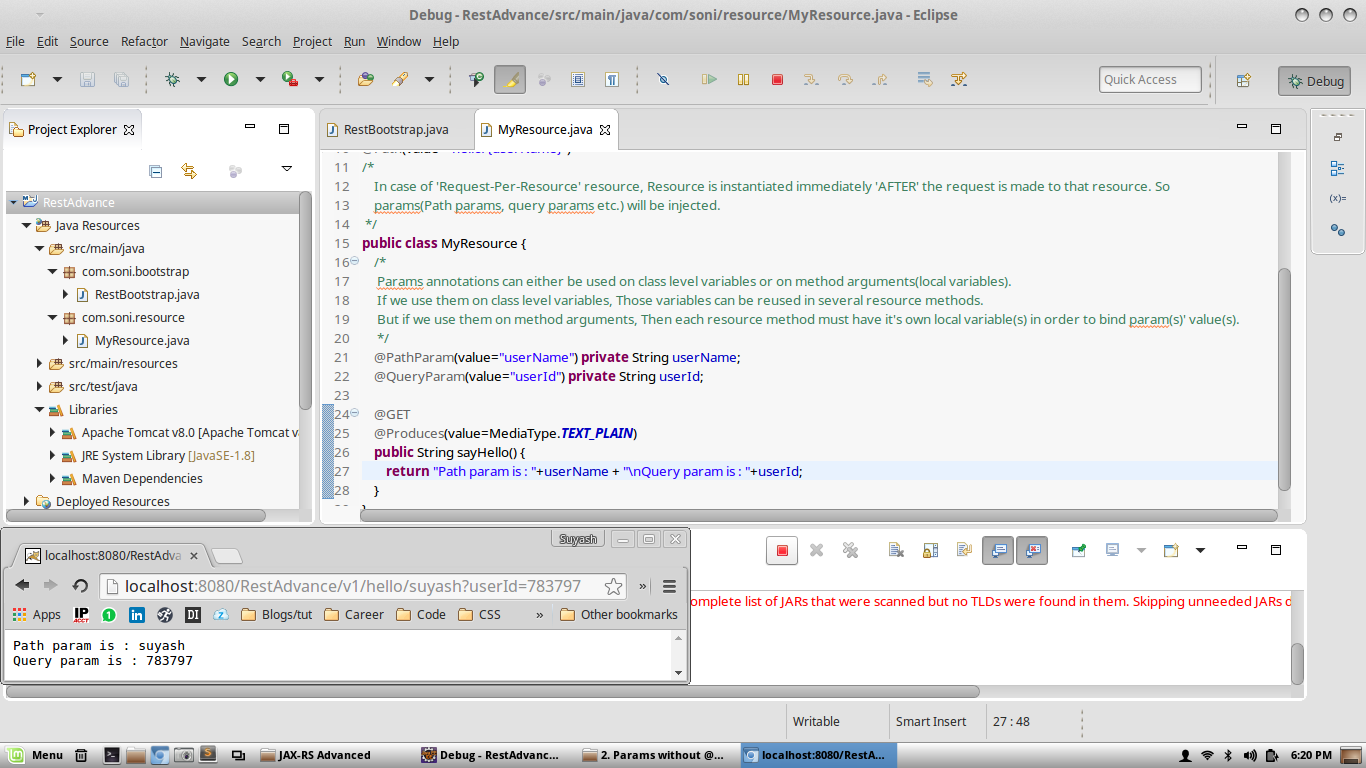 Debug - RestAdvance/src/main/java/com/soni/resource/MyResource.java - Eclipse
File Edit Source Refactor Navigate Search Project Run Window Help
Quick Access
Debug
Project Explorer
RestAdvance
Java Resources
src/main/java
com.soni.bootstrap
RestBootstrap.java
com.soni.resource
MyResource.java
src/main/resources
src/test/java
Libraries
Apache Tomcat v8.0 [Apache Tomcat v
JRE System Library [JavaSE-1.8]
Maven Dependencies
Deployed Resources
RestBootstrap.java MyResource.java
11 /*
12 In case of 'Request-Per-Resource' resource, Resource is instantiated immediately 'AFTER' the request is made to that resource. So
13 params(Path params, query params etc.) will be injected.
14 */
15 public class MyResource {
16 /*
17 Params annotations can either be used on class level variables or on method arguments(local variables).
18 If we use them on class level variables, Those variables can be reused in several resource methods.
19 But if we use them on method arguments, Then each resource method must have it's own local variable(s) in order to bind param(s)' value(s).
20 */
21 @PathParam(value="userName") private String userName;
22 @QueryParam(value="userId") private String userId;
23
24 @GET
25 @Produces(value=MediaType.TEXT_PLAIN)
26 public String sayHello() {
27 return "Path param is : "+userName + "\nQuery param is : "+userId;
28 }
Suyash
localhost:8080/RestAdva
localhost:8080/RestAdvance/v1/hello/suyash?userId=783797
Apps Blogs/tut Career Code CSS » Other bookmarks
Path param is : suyash
Query param is : 783797
omplete list of JARs that were scanned but no TLDs were found in them. Skipping unneeded JARs d
Writable Smart Insert 27 : 48
Menu JAX-RS Advanced Debug - RestAdvanc... 2. Params without @... localhost:8080/RestA... 6:20 PM